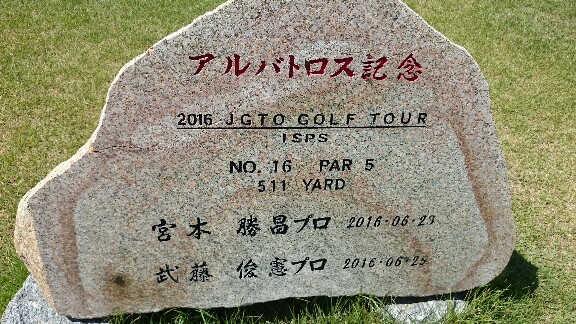 アルバトロス記念
2016 JGTO GOLF TOUR
ISPS
NO. 16 PAR 5
511 YARD
宮本 勝昌プロ 2016・06・23
武藤 俊憲プロ 2016・06・25